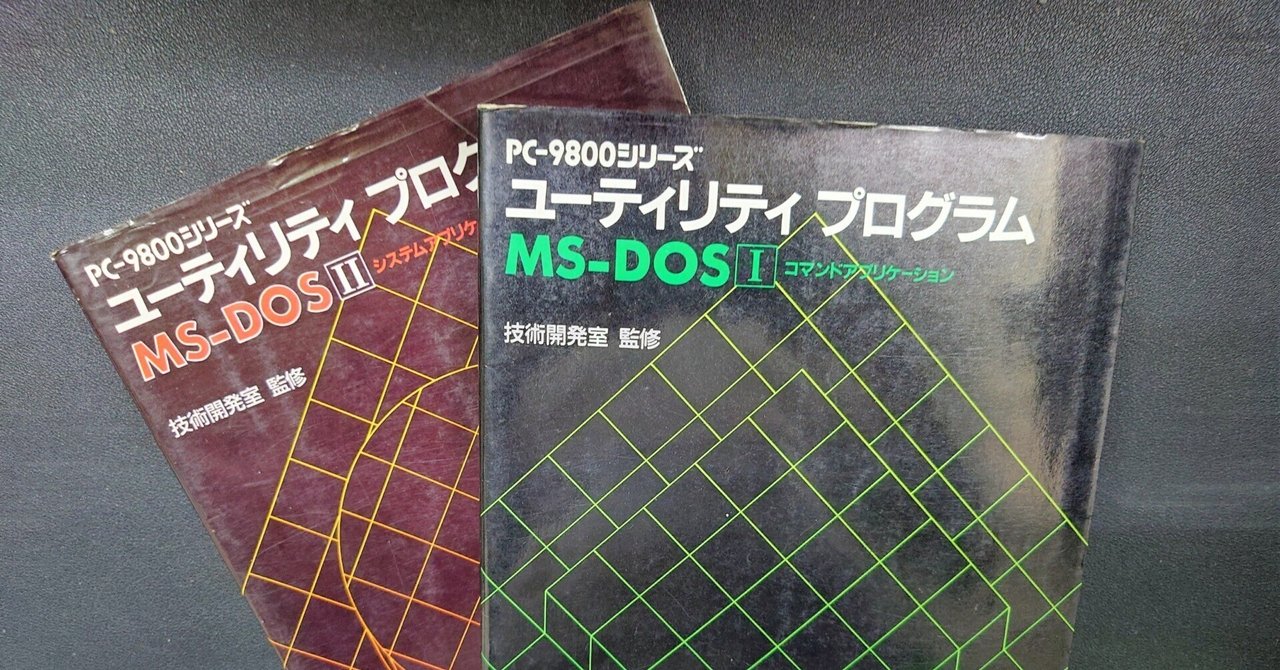 PC-9800シリーズ
ユーティリティ プログ
MS-DOS II システムアプリケ
技術開発室 監修
PC-9800シリーズ
ユーティリティ プログラム
MS-DOS I コマンドアプリケーション
技術開発室 監修